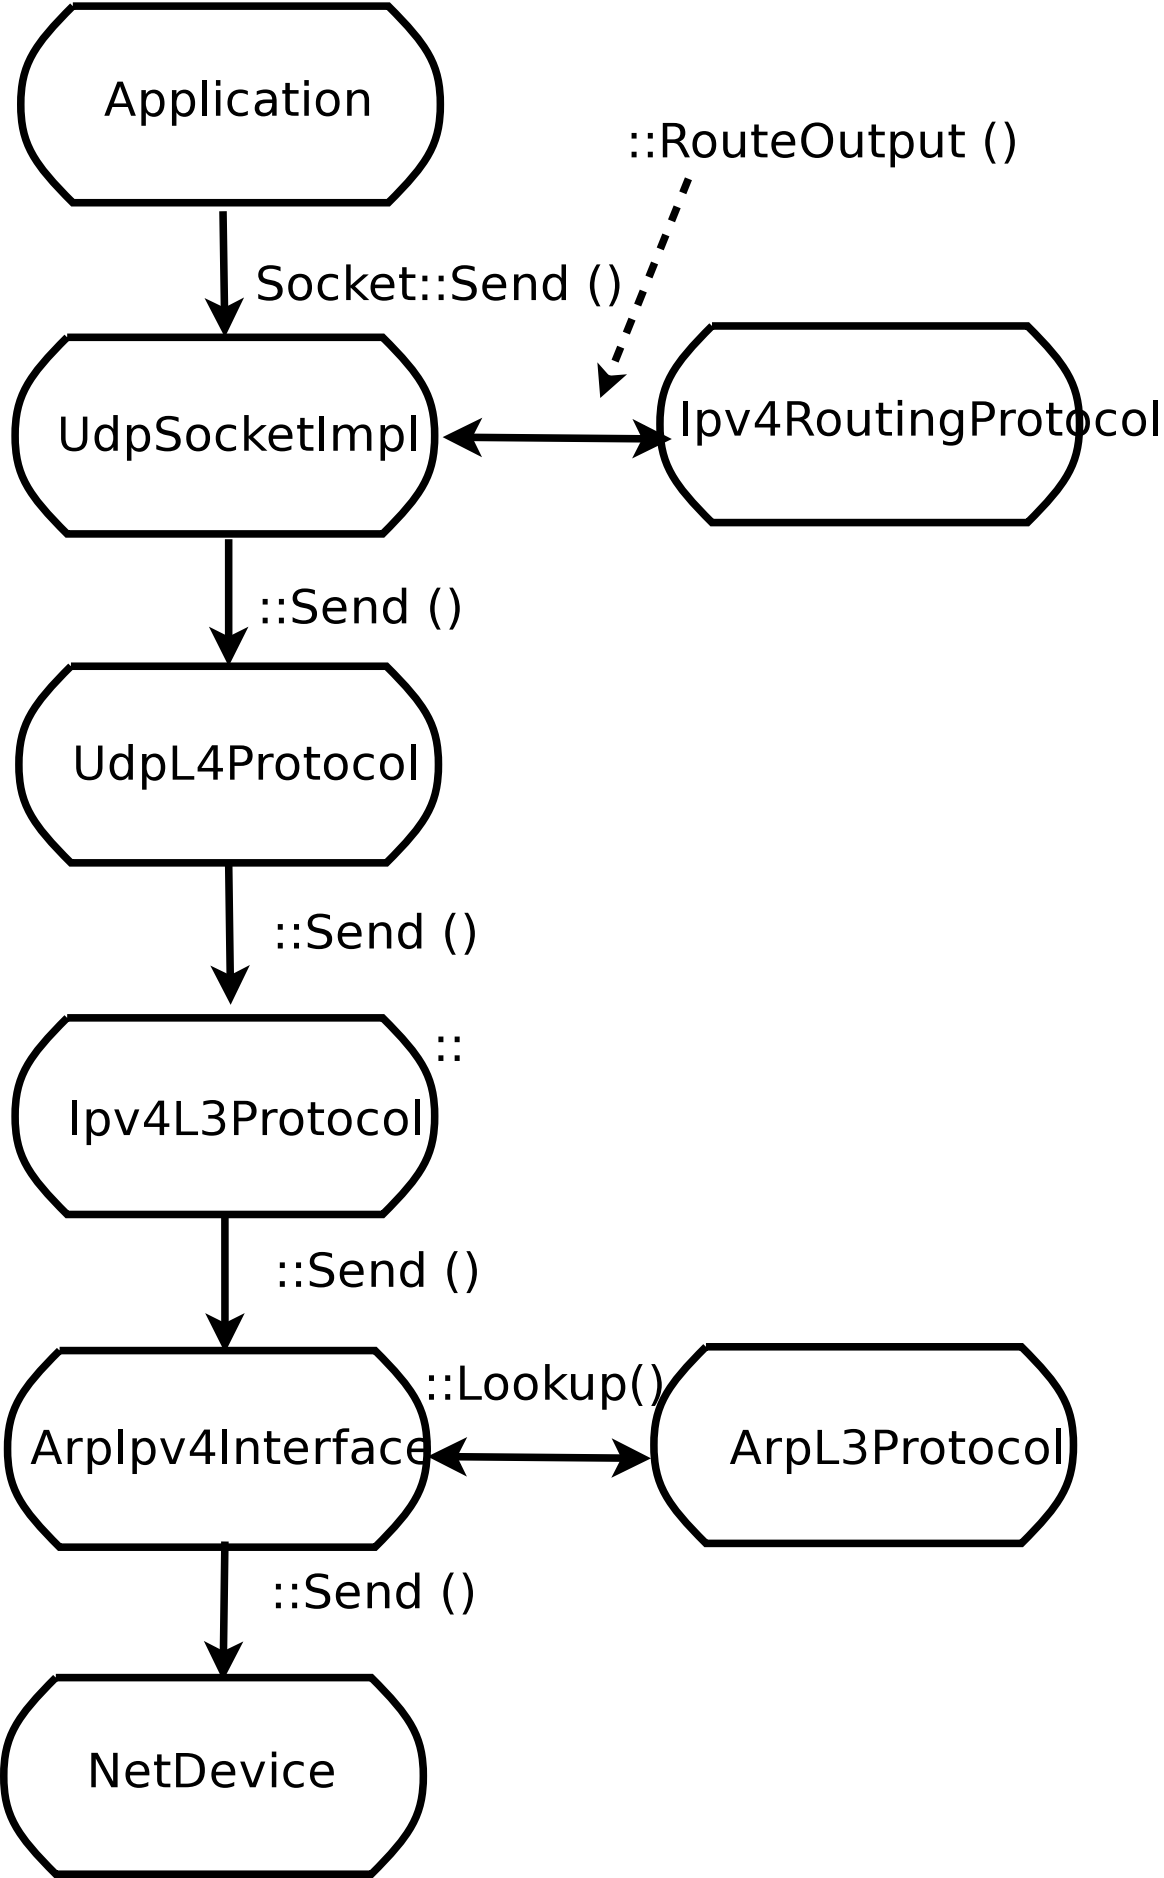 Application
::RouteOutput ()
Socket::Send ()
UdpSocketImpl
Ipv4RoutingProtocol
::Send ()
UdpL4Protocol
::Send ()
::
Ipv4L3Protocol
::Send ()
::Lookup()
ArpIpv4Interface
ArpL3Protocol
::Send ()
NetDevice